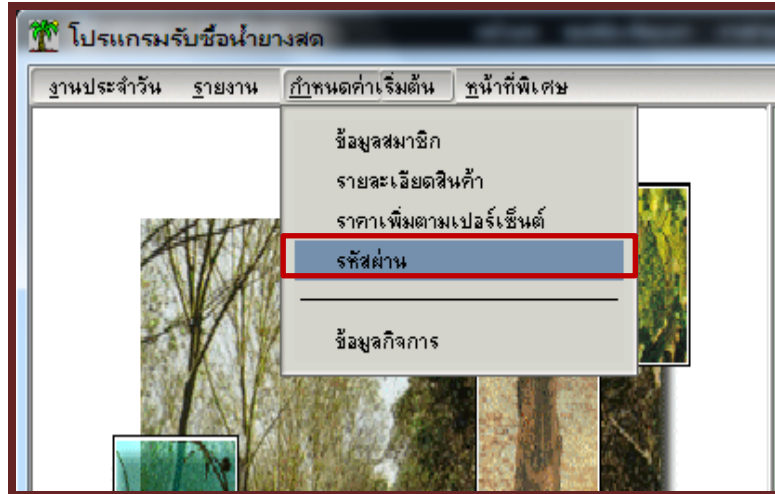 โปรแกรมรับซื้อน้ำยางสด
งานประจำวัน รายงาน กำหนดค่าเริ่มต้น หน้าที่พิเศษ
ข้อมูลสมาชิก
รายละเอียดสินค้า
ราคาเพิ่มตามเปอร์เซ็นต์
รหัสผ่าน
ข้อมูลกิจการ